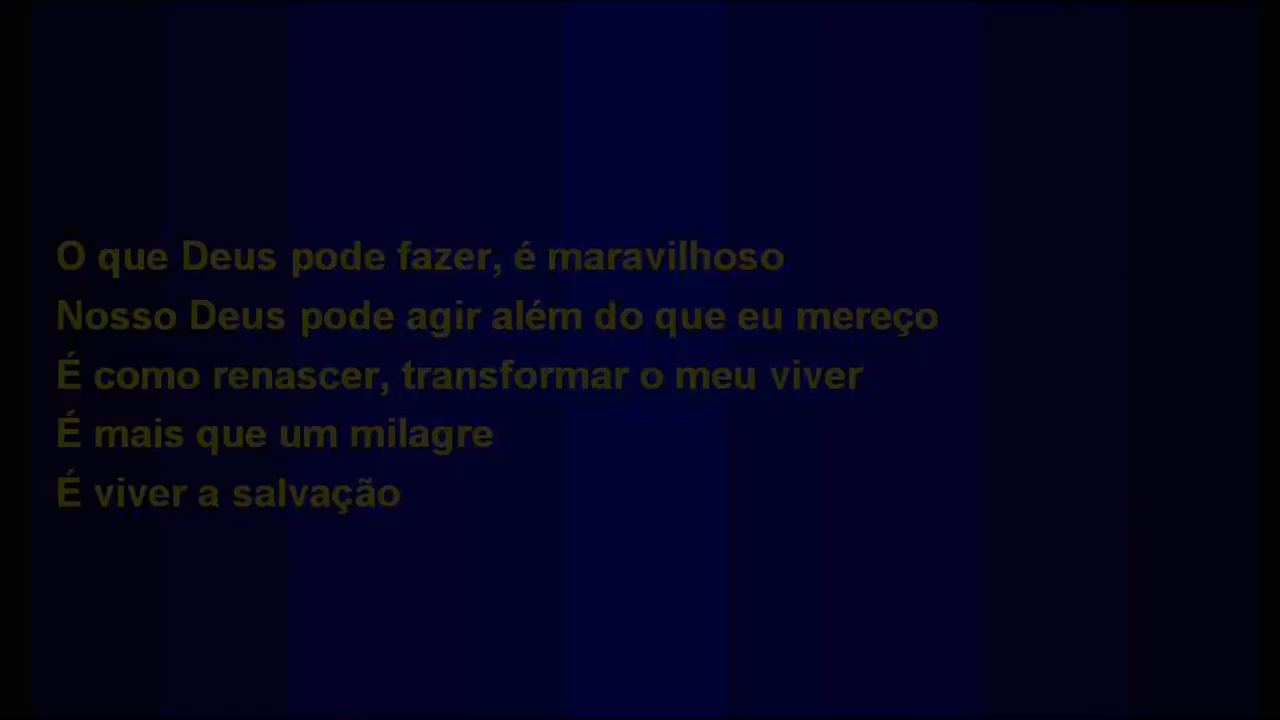 O que Deus pode fazer, é maravilhoso
Nosso Deus pode agir além do que eu mereço
É como renascer, transformar o meu viver
É mais que um milagre
É viver a salvação